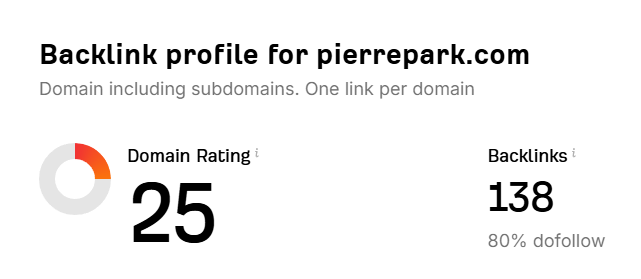 Backlink profile for pierrepark.com
Domain including subdomains. One link per domain
Domain Rating i
25
Backlinks i
138
80% dofollow